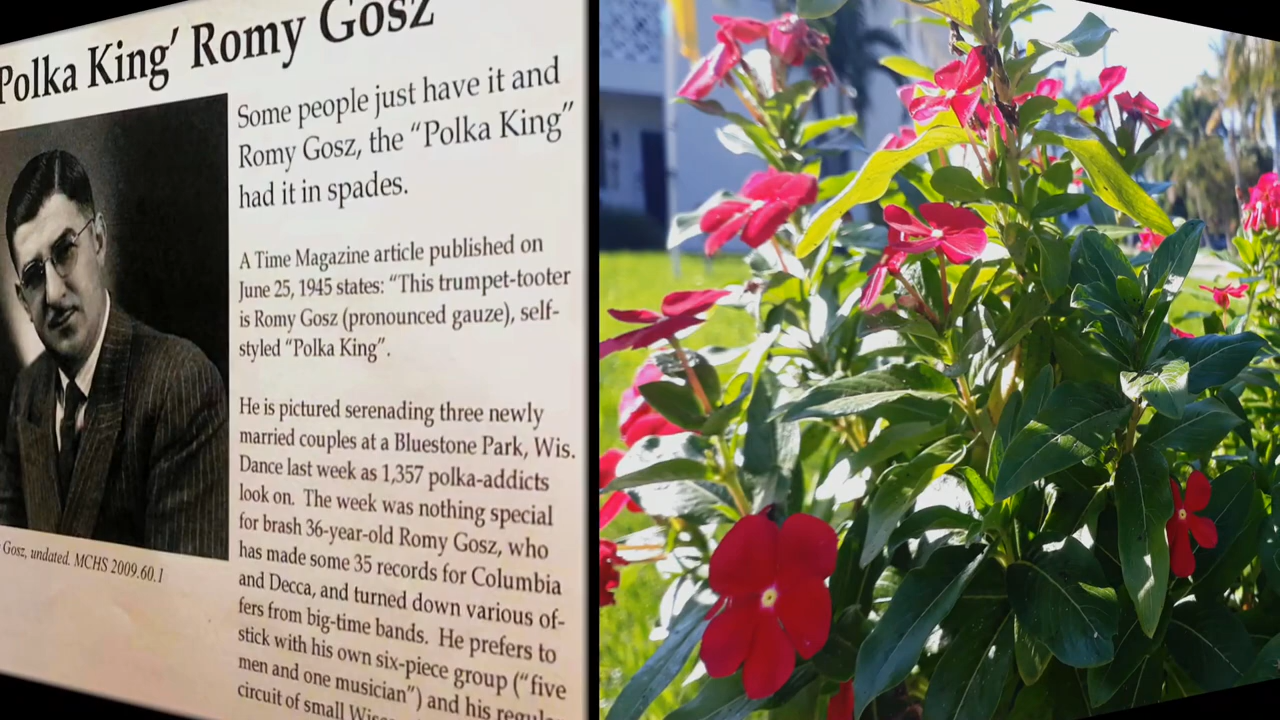 Polka King’ Romy Gosz
Some people just have it and
Romy Gosz, the “Polka King”
had it in spades.
A Time Magazine article published on
June 25, 1945 states: “This trumpet-tooter
is Romy Gosz (pronounced gauze), self-
styled “Polka King”.
He is pictured serenading three newly
married couples at a Bluestone Park, Wis.
Dance last week as 1,357 polka-addicts
look on. The week was nothing special
for brash 36-year-old Romy Gosz, who
has made some 35 records for Columbia
and Decca, and turned down various of-
fers from big-time bands. He prefers to
stick with his own six-piece group (“five
men and one musician”) and his
circuit of small
Gosz, undated. MCHS 2009.60.1